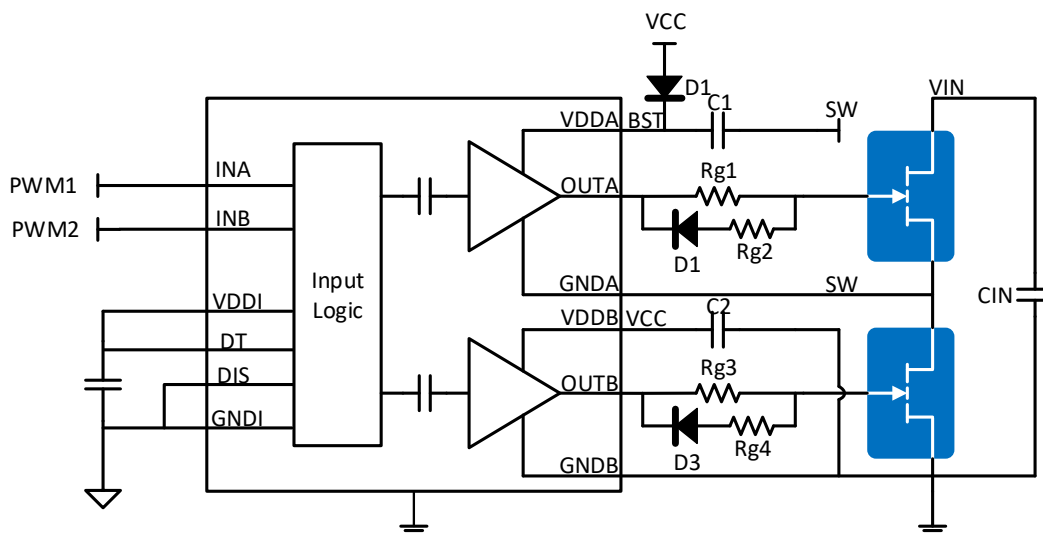 VCC
D1
C1
SW
VIN
VDDA
BST
INA
PWM1
OUTA
Rg1
INB
PWM2
D1
Rg2
Input
Logic
VDDI
GNDA
SW
CIN
VDDB
VCC
C2
DT
DIS
OUTB
Rg3
GNDI
D3
Rg4
GNDB